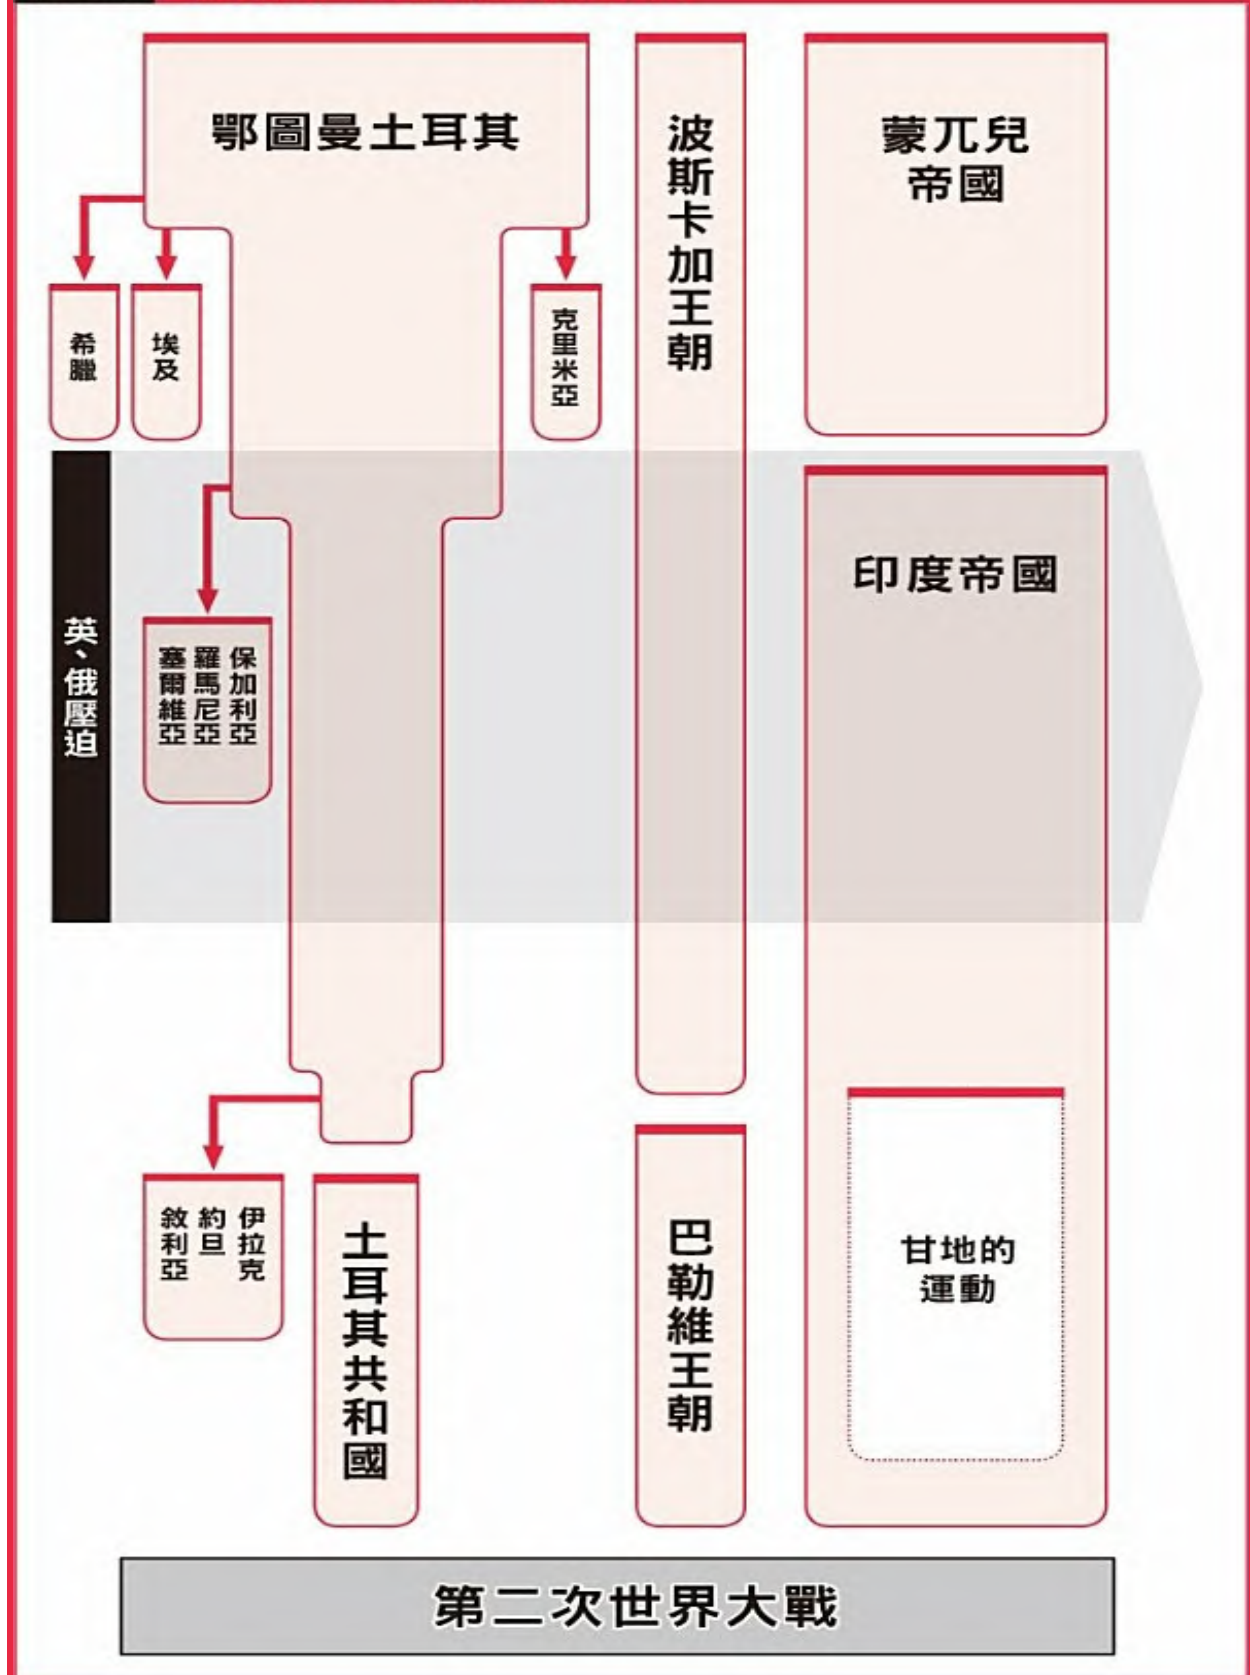 鄂圖曼土耳其
波斯卡加王朝
蒙兀兒
帝國
希臘
埃及
克里米亞
英、俄壓迫
印度帝國
保加利亞
羅馬尼亞
塞爾維亞
伊拉克
約旦
敘利亞
土耳其共和國
巴勒維王朝
甘地的
運動
第二次世界大戰